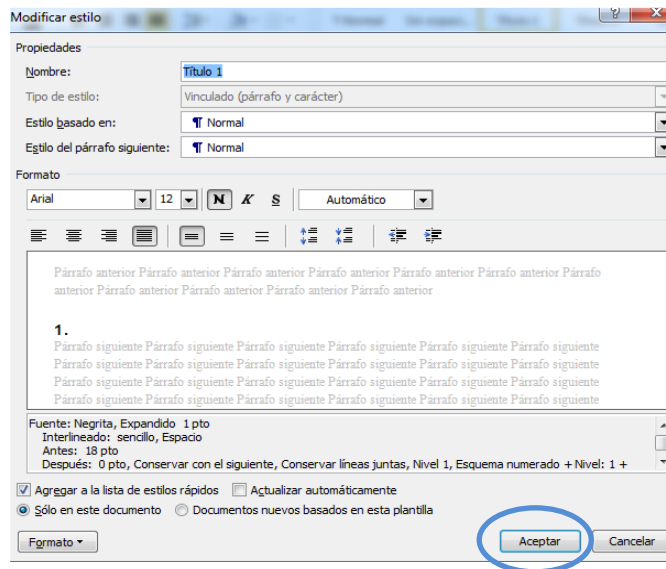 Modificar estilo
Propiedades
Nombre: Título 1
Tipo de estilo: Vinculado (párrafo y carácter)
Estilo basado en: ¶ Normal
Estilo del párrafo siguiente: ¶ Normal
Formato
Arial 12 N K S Automático
Párrafo anterior Párrafo anterior Párrafo anterior Párrafo anterior Párrafo anterior Párrafo anterior Párrafo
anterior Párrafo anterior Párrafo anterior Párrafo anterior Párrafo anterior
1.
Párrafo siguiente Párrafo siguiente Párrafo siguiente Párrafo siguiente Párrafo siguiente Párrafo siguiente
Párrafo siguiente Párrafo siguiente Párrafo siguiente Párrafo siguiente Párrafo siguiente Párrafo siguiente
Párrafo siguiente Párrafo siguiente Párrafo siguiente Párrafo siguiente Párrafo siguiente Párrafo siguiente
Párrafo siguiente Párrafo siguiente Párrafo siguiente Párrafo siguiente Párrafo siguiente Párrafo siguiente
Fuente: Negrita, Expandido 1 pto
Interlineado: sencillo, Espacio
Antes: 18 pto
Después: 0 pto, Conservar con el siguiente, Conservar líneas juntas, Nivel 1, Esquema numerado + Nivel: 1 +
Agregar a la lista de estilos rápidos Actualizar automáticamente
Sólo en este documento Documentos nuevos basados en esta plantilla
Formato Aceptar Cancelar